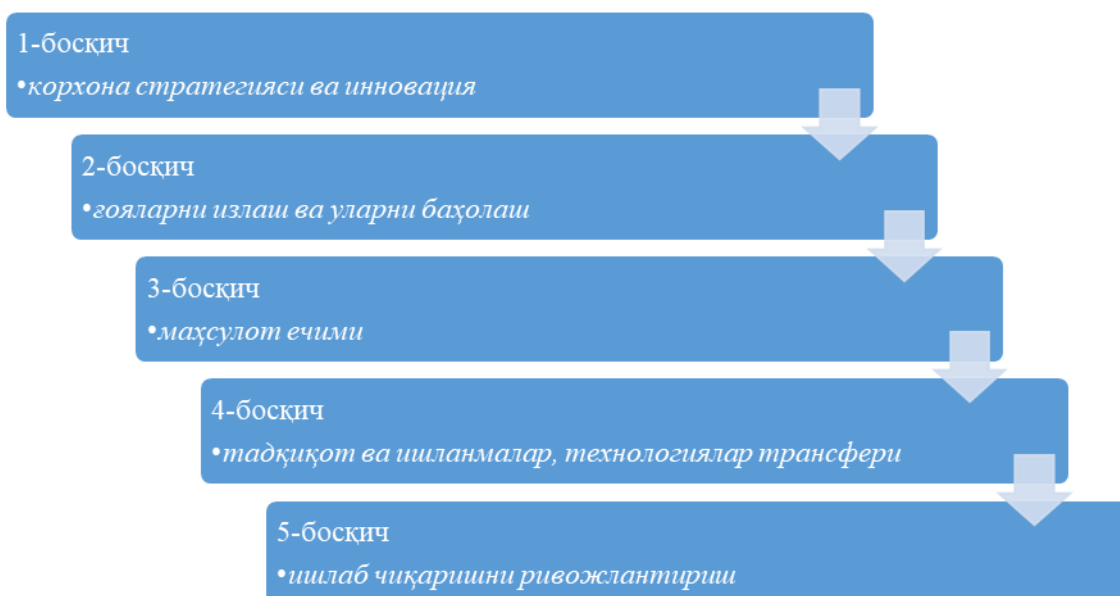 1-босқич
•корхона стратегияси ва инновация
2-босқич
•ғояларни излаш ва уларни баҳолаш
3-босқич
•маҳсулот ечими
4-босқич
•тадқиқот ва ишланмалар, технологиялар трансфери
5-босқич
•ишлаб чиқаришни ривожлантириш